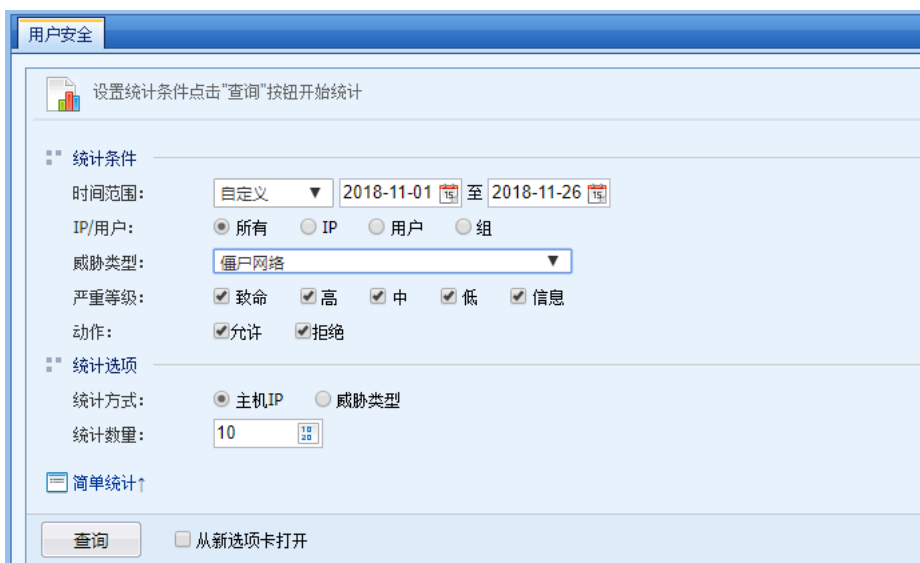 用户安全
设置统计条件点击"查询"按钮开始统计
统计条件
时间范围： 自定义 ▼ 2018-11-01 15 至 2018-11-26 15
IP/用户： 所有 IP 用户 组
威胁类型： 僵尸网络 ▼
严重等级： 致命 高 中 低 信息
动作： 允许 拒绝
统计选项
统计方式： 主机IP 威胁类型
统计数量： 10 10 20
简单统计↑
查询 从新选项卡打开